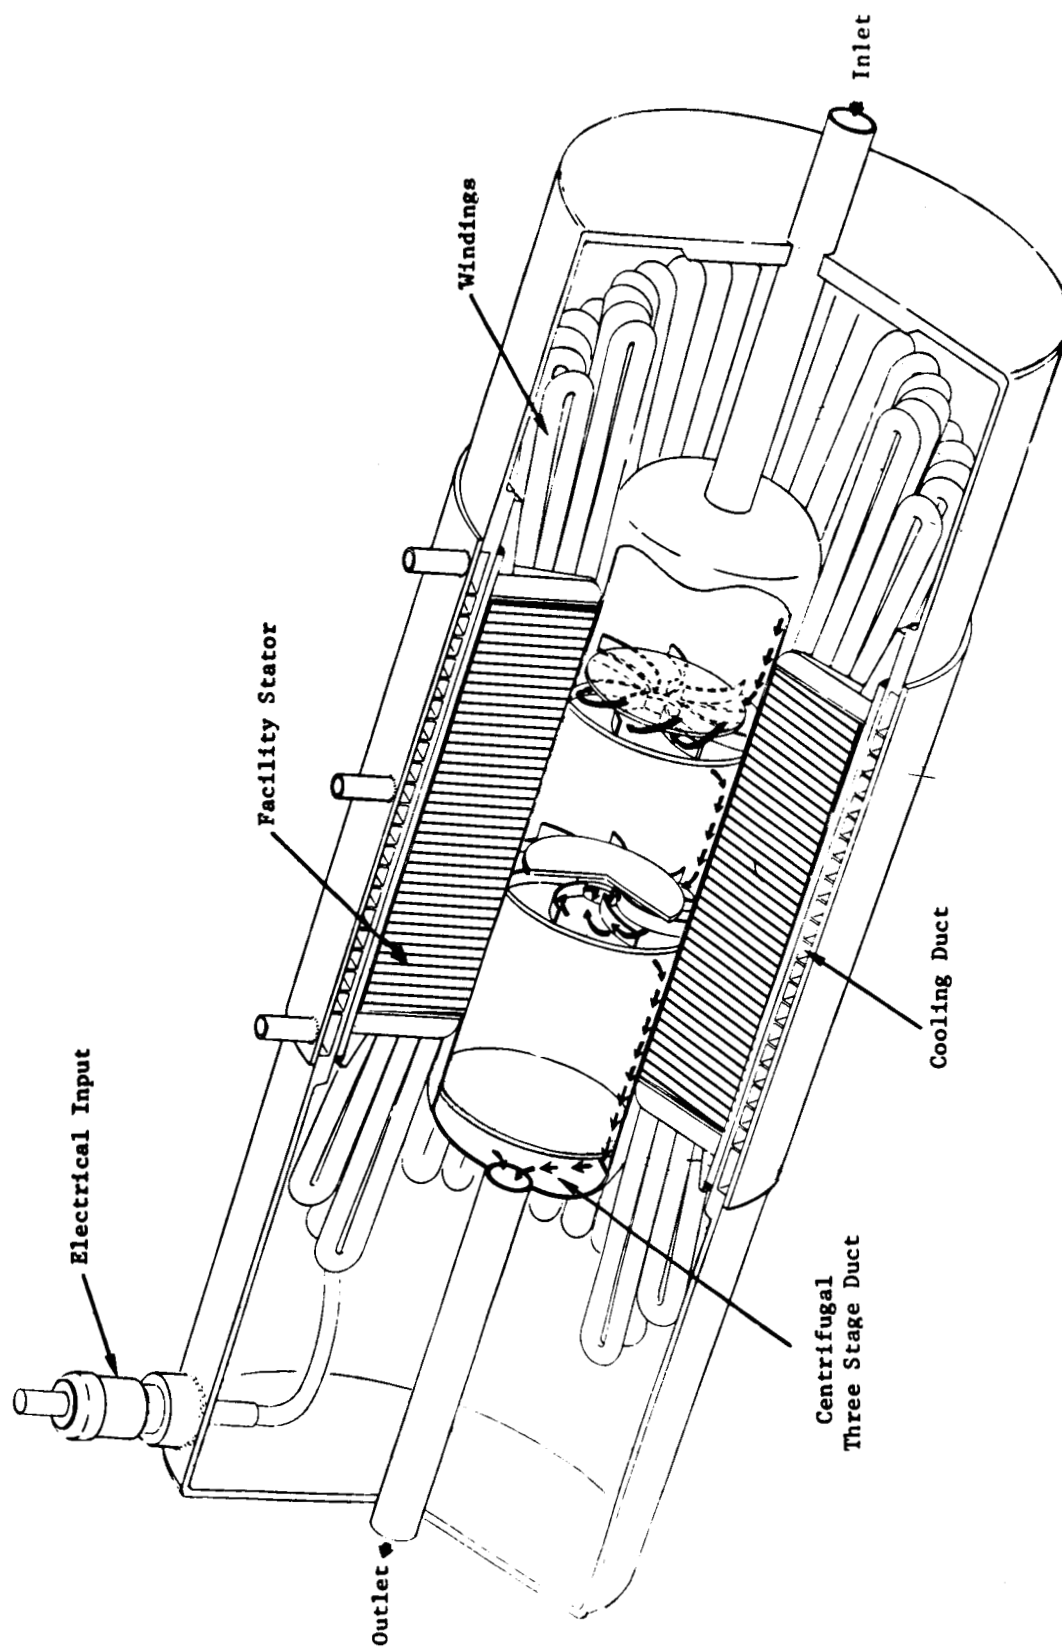 Electrical Input
Facility Stator
Windings
Outlet
Inlet
Centrifugal
Three Stage Duct
Cooling Duct